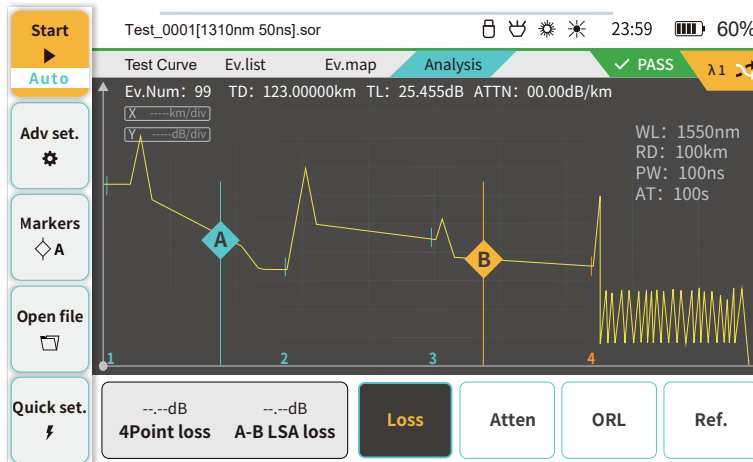 Start
Auto
Adv set.
Markers
A
Open file
Quick set.
Test_0001[1310nm 50ns].sor
23:59
60%
Test Curve Ev.list Ev.map Analysis
PASS
λ1
Ev.Num: 99 TD: 123.00000km TL: 25.455dB ATTN: 00.00dB/km
X -----km/div
Y -----dB/div
WL: 1550nm
RD: 100km
PW: 100ns
AT: 100s
A
B
1 2 3 4
--.--dB --.--dB
4Point loss A-B LSA loss
Loss
Atten
ORL
Ref.